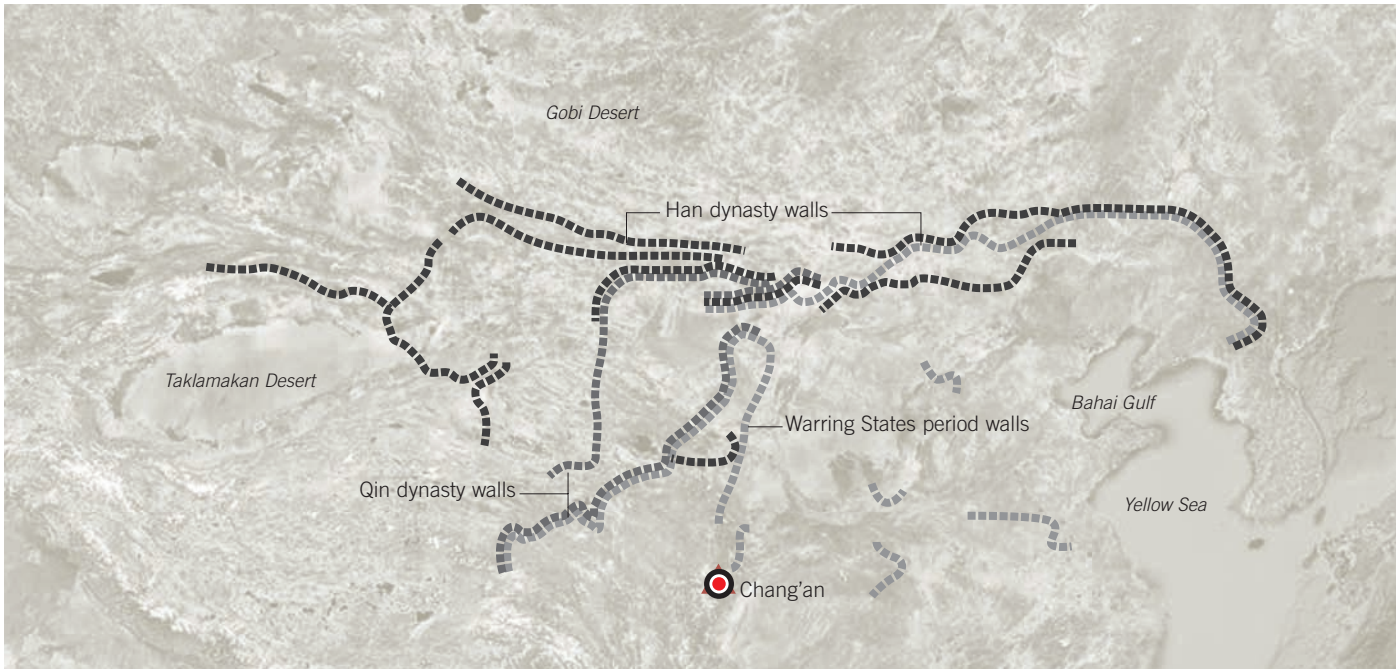 Gobi Desert
Han dynasty walls
Taklamakan Desert
Bahai Gulf
Warring States period walls
Qin dynasty walls
Yellow Sea
Chang'an